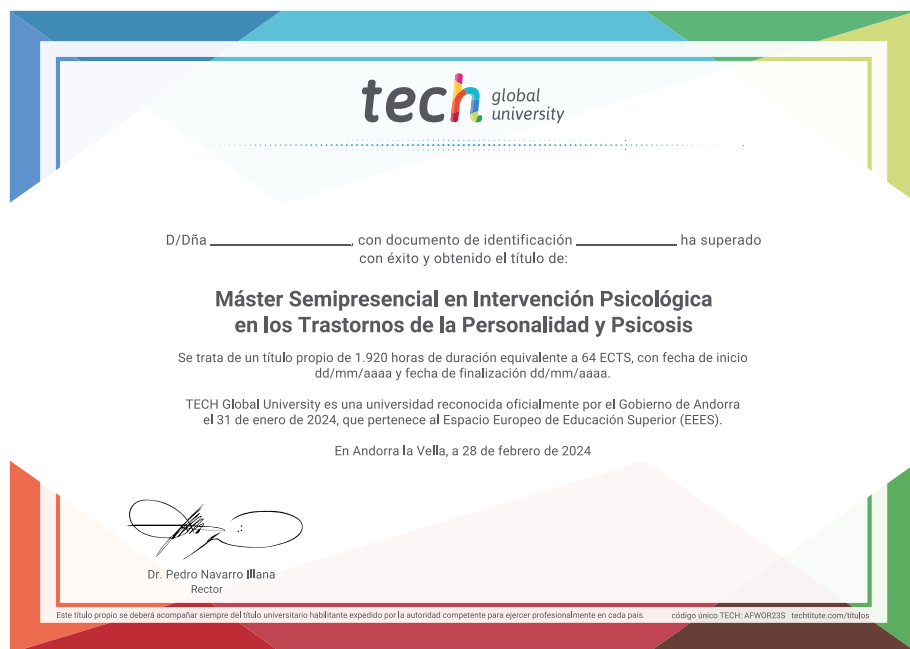 tech global university
D/Dña ____________________, con documento de identificación ______________ ha superado
con éxito y obtenido el título de:
Máster Semipresencial en Intervención Psicológica
en los Trastornos de la Personalidad y Psicosis
Se trata de un título propio de 1.920 horas de duración equivalente a 64 ECTS, con fecha de inicio
dd/mm/aaaa y fecha de finalización dd/mm/aaaa.
TECH Global University es una universidad reconocida oficialmente por el Gobierno de Andorra
el 31 de enero de 2024, que pertenece al Espacio Europeo de Educación Superior (EEES).
En Andorra la Vella, a 28 de febrero de 2024
Dr. Pedro Navarro Illana
Rector
Este título propio se deberá acompañar siempre del título universitario habilitante expedido por la autoridad competente para ejercer profesionalmente en cada país. código único TECH: AFWOR23S techtitute.com/titulos